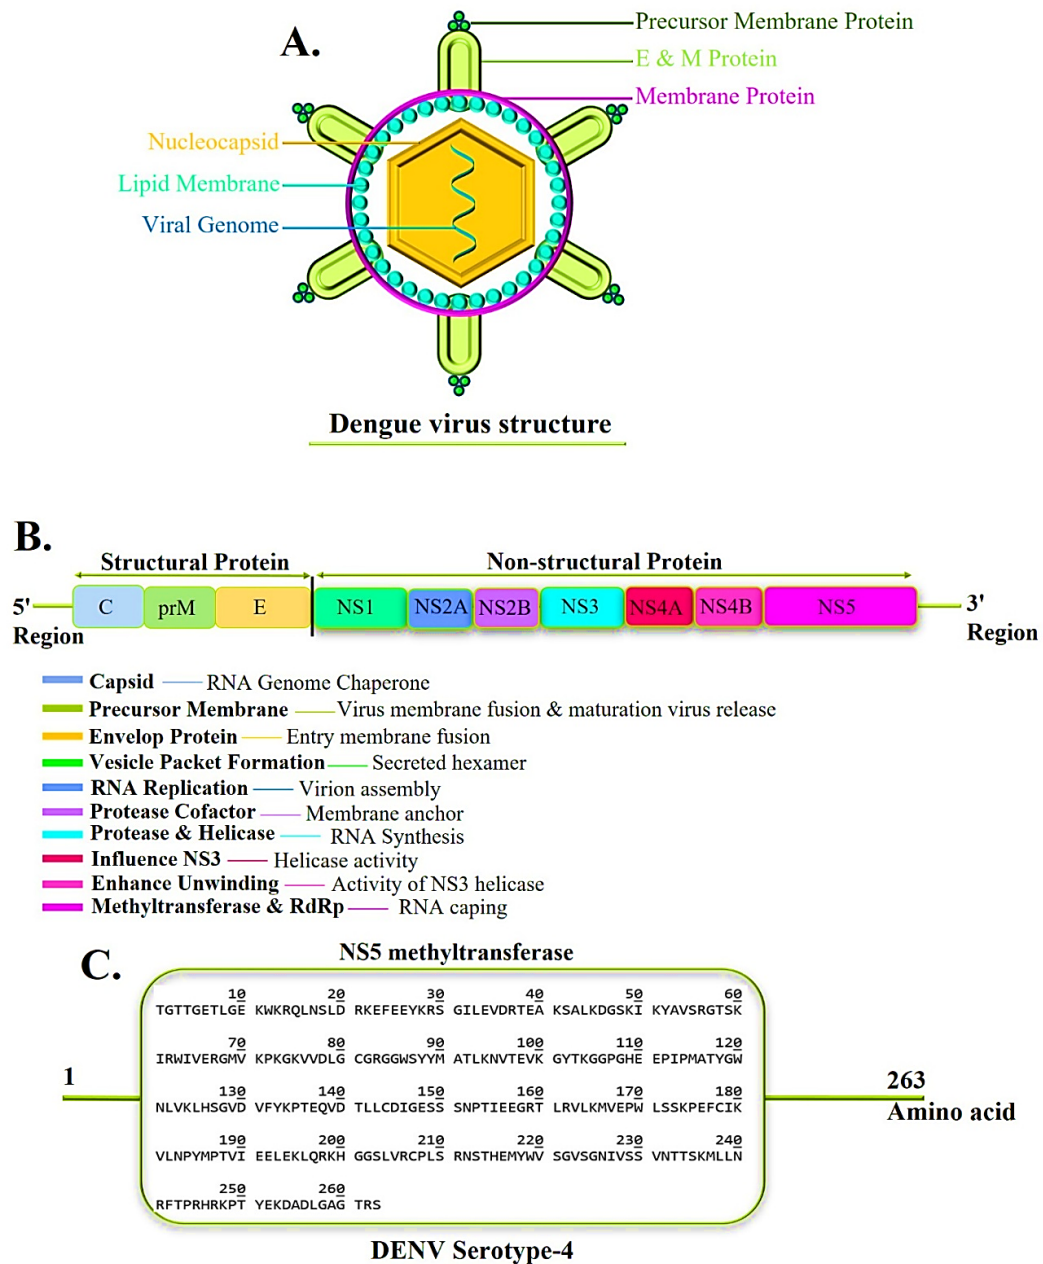 A.
Precursor Membrane Protein
E & M Protein
Membrane Protein
Nucleocapsid
Lipid Membrane
Viral Genome
Dengue virus structure
B.
Structural Protein
Non-structural Protein
5' Region
C prM E NS1 NS2A NS2B NS3 NS4A NS4B NS5
3' Region
Capsid RNA Genome Chaperone
Precursor Membrane Virus membrane fusion & maturation virus release
Envelop Protein Entry membrane fusion
Vesicle Packet Formation Secreted hexamer
RNA Replication Virion assembly
Protease Cofactor Membrane anchor
Protease & Helicase RNA Synthesis
Influence NS3 Helicase activity
Enhance Unwinding Activity of NS3 helicase
Methyltransferase & RdRp RNA caping
C.
NS5 methyltransferase
10 20 30 40 50 60
TGTTGETLGE KWKRQLNSLD RKEFEEYKRS GILEVDRTEA KSALKDGSKI KYAVSRGTSK
70 80 90 100 110 120
IRWIVERGMV KPKGKVVDLG CGRGGWSYYM ATLKNVTEVK GYTKGGPGHE EPIPMATYGW
130 140 150 160 170 180
NLVKLHSGVD VFYKPTEQVD TLLCDIGESS SNPTIEEGRT LRVLKMVEPW LSSKPEFCIK
190 200 210 220 230 240
VLNPYMPTVI EELEKLQRKH GGSLVRCPLS RNSTHEMYWV SGVSGNIVSS VNTTSKMLLN
250 260
RFTPRHRKPT YEKDADLGAG TRS
1
263
Amino acid
DENV Serotype-4